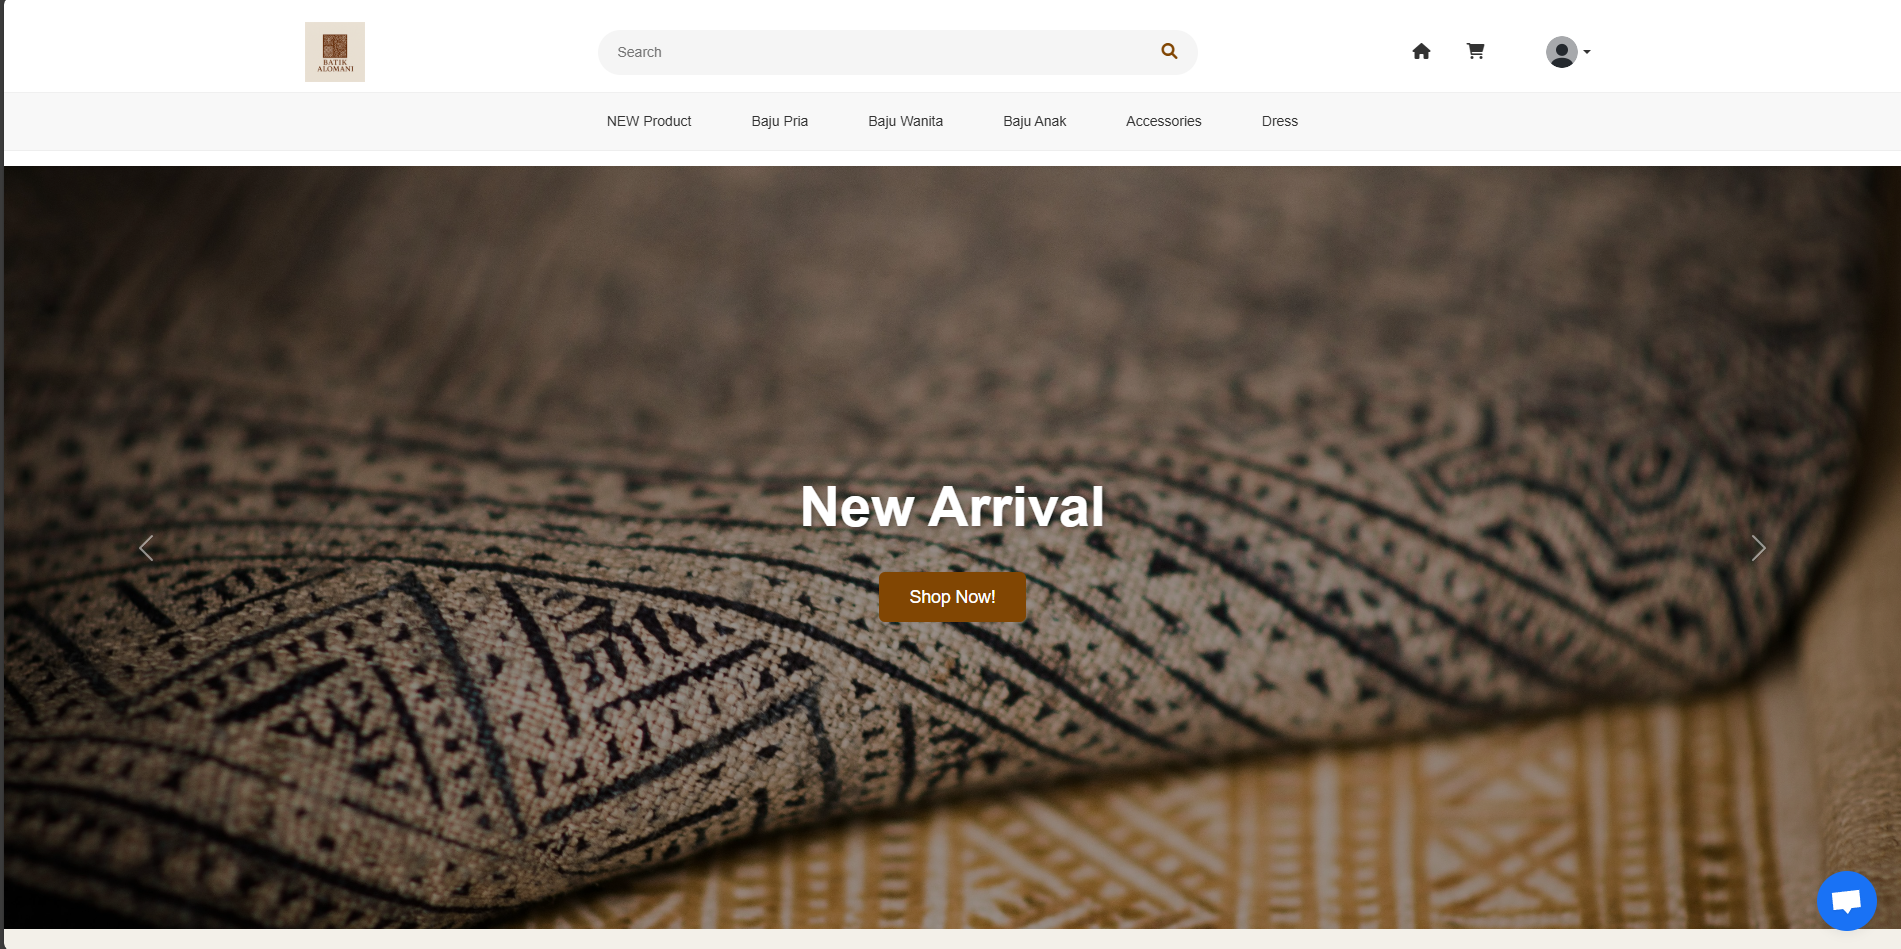 BATIK
ALOMANI
Search
NEW Product
Baju Pria
Baju Wanita
Baju Anak
Accessories
Dress
New Arrival
Shop Now!